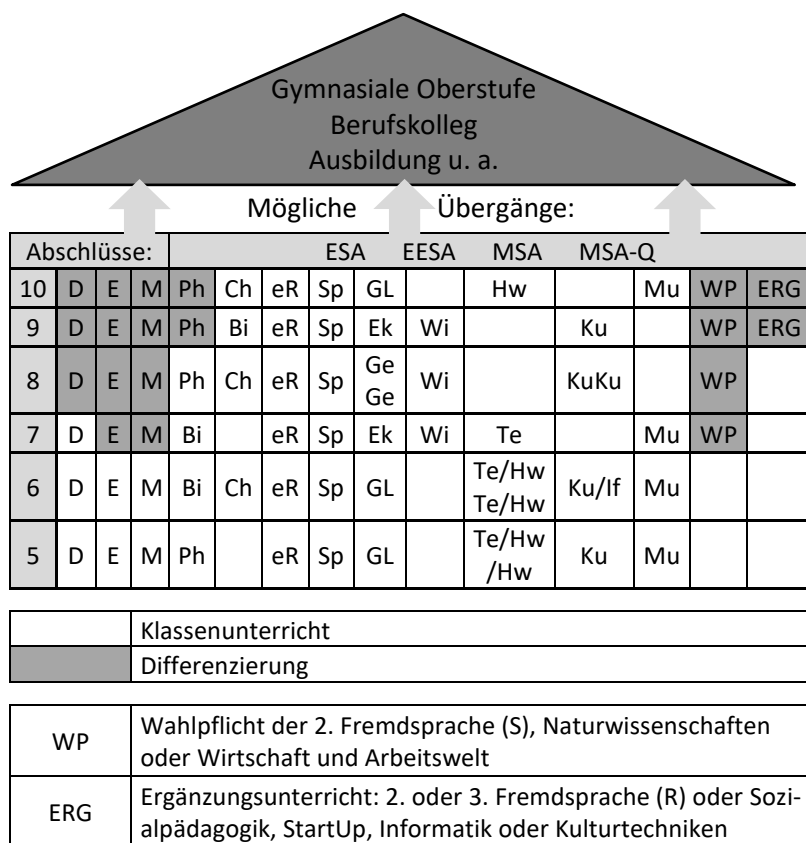 Gymnasiale Oberstufe
Berufskolleg
Ausbildung u. a.
Mögliche Übergänge:
Abschlüsse: ESA EESA MSA MSA-Q
10 D E M Ph Ch eR Sp GL Hw Mu WP ERG
9 D E M Ph Bi eR Sp Ek Wi Ku WP ERG
8 D E M Ph Ch eR Sp Ge Wi KuKu WP
Ge
7 D E M Bi eR Sp Ek Wi Te Mu WP
6 D E M Bi Ch eR Sp GL Te/Hw Ku/If Mu
Te/Hw
5 D E M Ph eR Sp GL Te/Hw Ku Mu
/Hw
Klassenunterricht
Differenzierung
WP Wahlpflicht der 2. Fremdsprache (S), Naturwissenschaften
oder Wirtschaft und Arbeitswelt
ERG Ergänzungsunterricht: 2. oder 3. Fremdsprache (R) oder Sozi-
alpädagogik, StartUp, Informatik oder Kulturtechniken